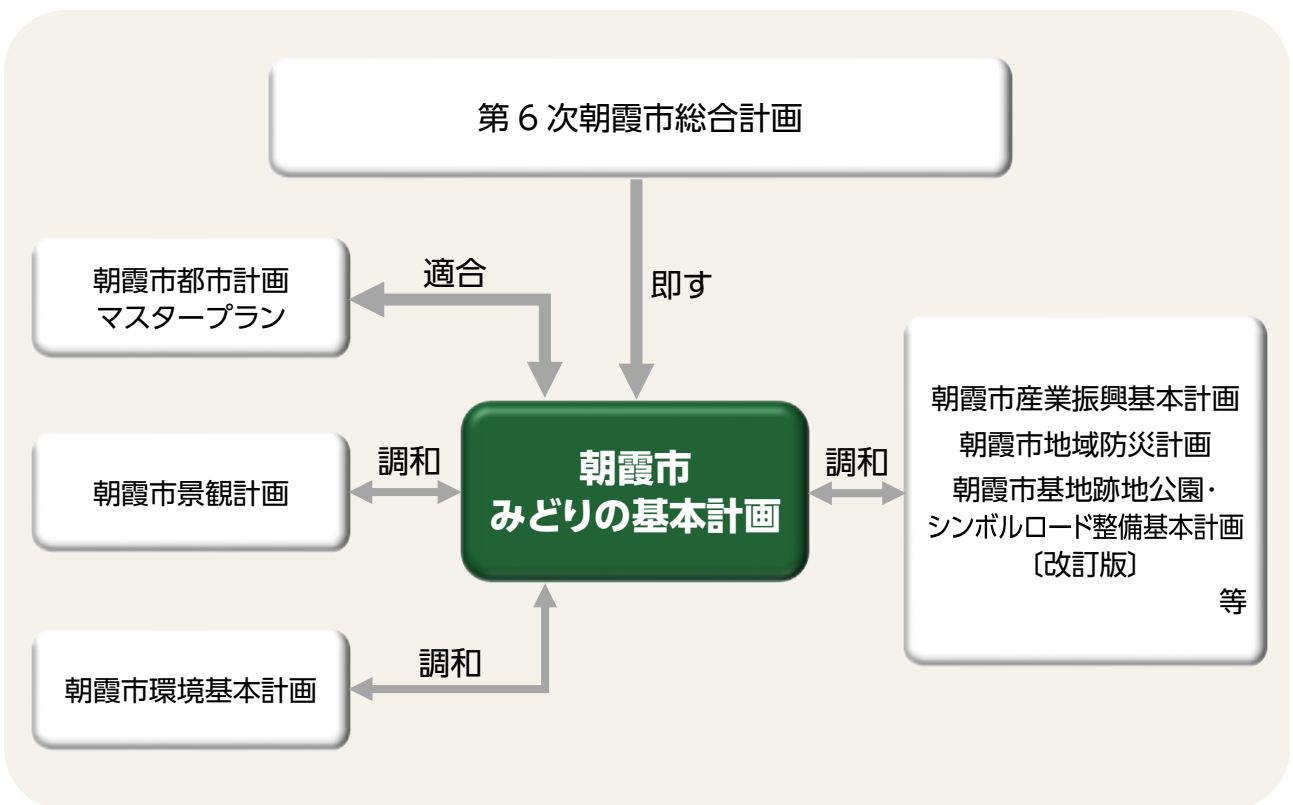 第6次朝霞市総合計画
朝霞市都市計画
マスタープラン
適合
即す
朝霞市景観計画
調和
朝霞市
みどりの基本計画
調和
朝霞市産業振興基本計画
朝霞市地域防災計画
朝霞市基地跡地公園・
シンボルロード整備基本計画
〔改訂版〕
等
朝霞市環境基本計画
調和